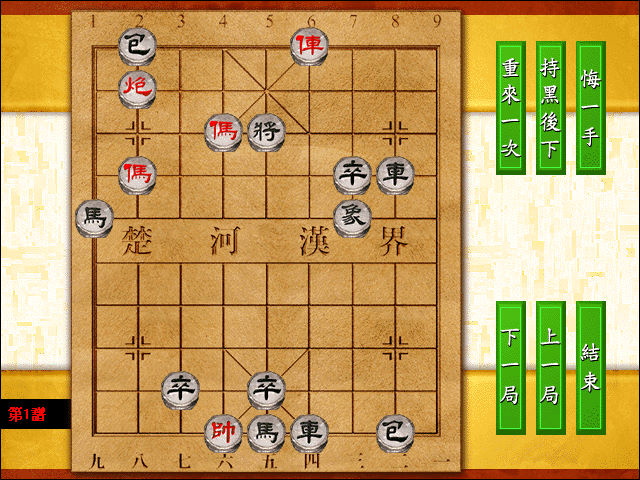 1 2 3 4 5 6 7 8 9
包 俥
炮
傌 將
傌 卒 車
馬 象
楚 河 漢 界
卒 卒
帥 馬 車 包
九 八 七 六 五 四 三 二 一
重來一次
持黑後下
悔一手
下一局
上一局
結束
第1譜